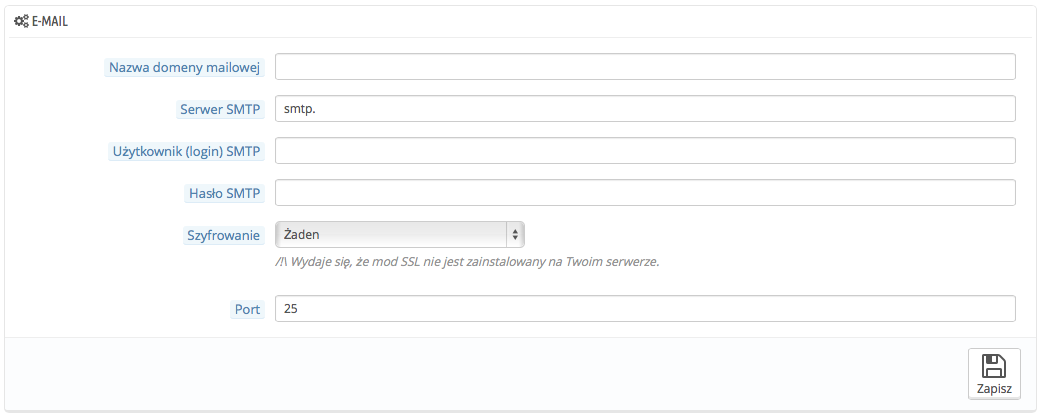 E-MAIL
Nazwa domeny mailowej
Serwer SMTP smtp.
Użytkownik (login) SMTP
Hasło SMTP
Szyfrowanie Żaden
/!\ Wydaje się, że mod SSL nie jest zainstalowany na Twoim serwerze.
Port 25
Zapisz